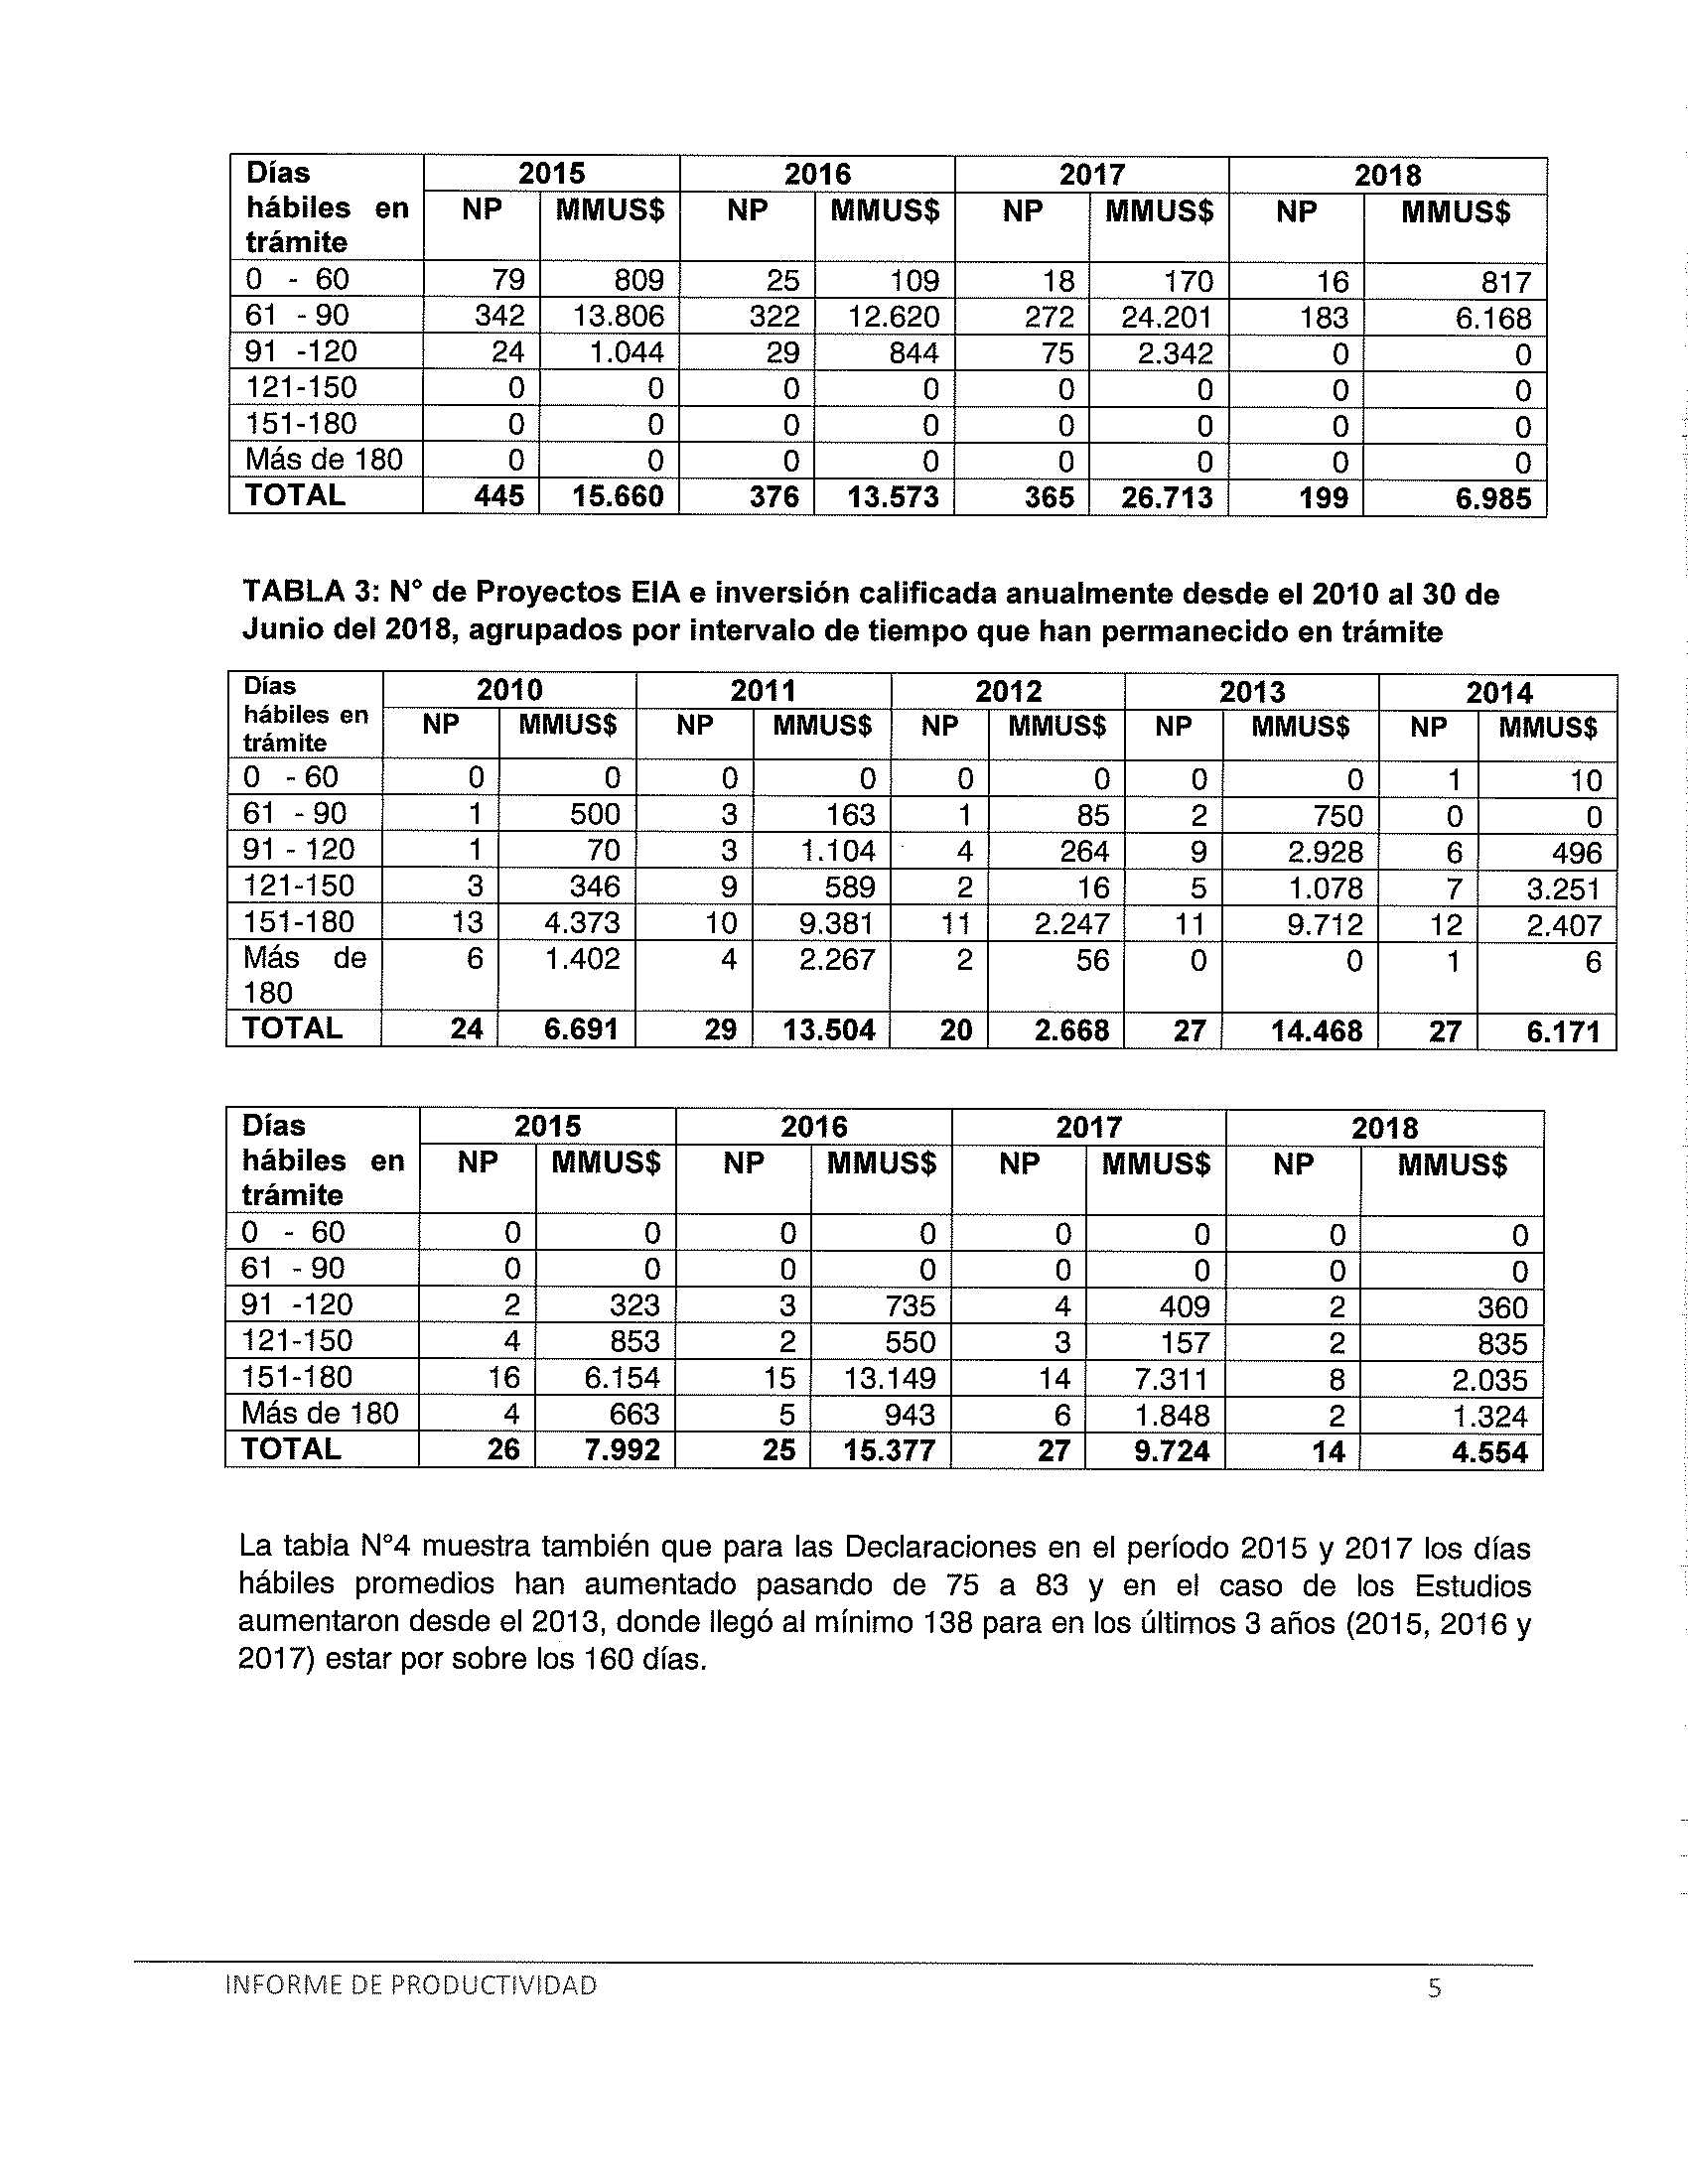 Días hábiles en trámite 2015 2016 2017 2018
NP MMUS$ NP MMUS$ NP MMUS$ NP MMUS$
0 - 60 79 809 25 109 18 170 16 817
61 - 90 342 13.806 322 12.620 272 24.201 183 6.168
91 -120 24 1.044 29 844 75 2.342 0 0
121-150 0 0 0 0 0 0 0 0
151-180 0 0 0 0 0 0 0 0
Más de 180 0 0 0 0 0 0 0 0
TOTAL 445 15.660 376 13.573 365 26.713 199 6.985
TABLA 3: N° de Proyectos EIA e inversión calificada anualmente desde el 2010 al 30 de
Junio del 2018, agrupados por intervalo de tiempo que han permanecido en trámite
Días hábiles en trámite 2010 2011 2012 2013 2014
NP MMUS$ NP MMUS$ NP MMUS$ NP MMUS$ NP MMUS$
0 - 60 0 0 0 0 0 0 0 0 1 10
61 - 90 1 500 3 163 1 85 2 750 0 0
91 - 120 1 70 3 1.104 4 264 9 2.928 6 496
121-150 3 346 9 589 2 16 5 1.078 7 3.251
151-180 13 4.373 10 9.381 11 2.247 11 9.712 12 2.407
Más de 180 6 1.402 4 2.267 2 56 0 0 1 6
TOTAL 24 6.691 29 13.504 20 2.668 27 14.468 27 6.171
Días hábiles en trámite 2015 2016 2017 2018
NP MMUS$ NP MMUS$ NP MMUS$ NP MMUS$
0 - 60 0 0 0 0 0 0 0 0
61 - 90 0 0 0 0 0 0 0 0
91 -120 2 323 3 735 4 409 2 360
121-150 4 853 2 550 3 157 2 835
151-180 16 6.154 15 13.149 14 7.311 8 2.035
Más de 180 4 663 5 943 6 1.848 2 1.324
TOTAL 26 7.992 25 15.377 27 9.724 14 4.554
La tabla N°4 muestra también que para las Declaraciones en el período 2015 y 2017 los días
hábiles promedios han aumentado pasando de 75 a 83 y en el caso de los Estudios
aumentaron desde el 2013, donde llegó al mínimo 138 para en los últimos 3 años (2015, 2016 y
2017) estar por sobre los 160 días.
INFORME DE PRODUCTIVIDAD 5